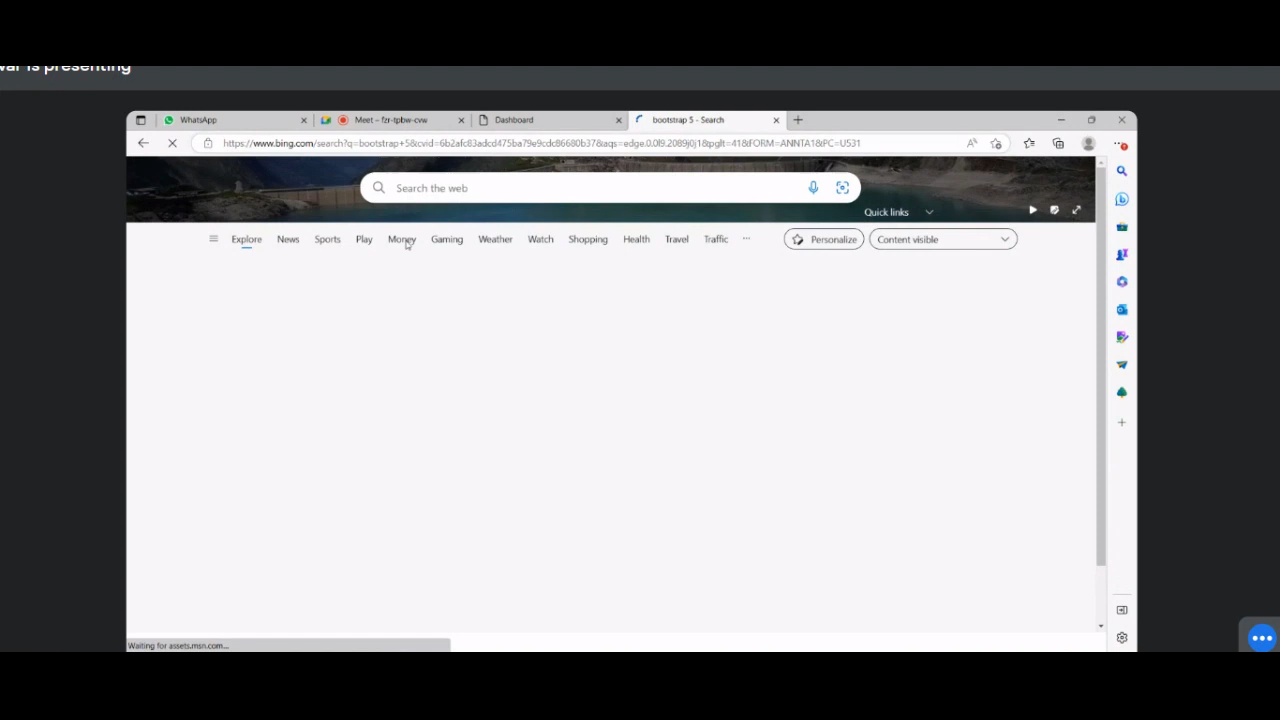 is presenting
WhatsApp
Meet – fzr-tpbw-cvw
Dashboard
bootstrap 5 - Search
https://www.bing.com/search?q=bootstrap+5&cvid=6b2afc83adcd475ba79e9cdc86680b37&aqs=edge.0.0l9.2089j0j1&pglt=41&FORM=ANNTA1&PC=U531
Search the web
Quick links
Explore News Sports Play Money Gaming Weather Watch Shopping Health Travel Traffic ... Personalize Content visible
Waiting for assets.msn.com...